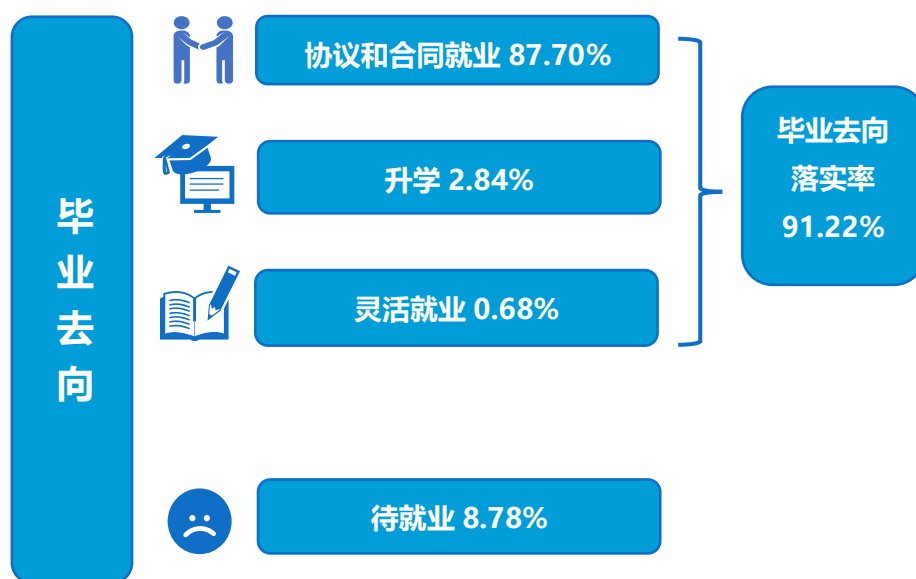 毕业去向
协议和合同就业 87.70%
升学 2.84%
灵活就业 0.68%
待就业 8.78%
毕业去向
落实率
91.22%